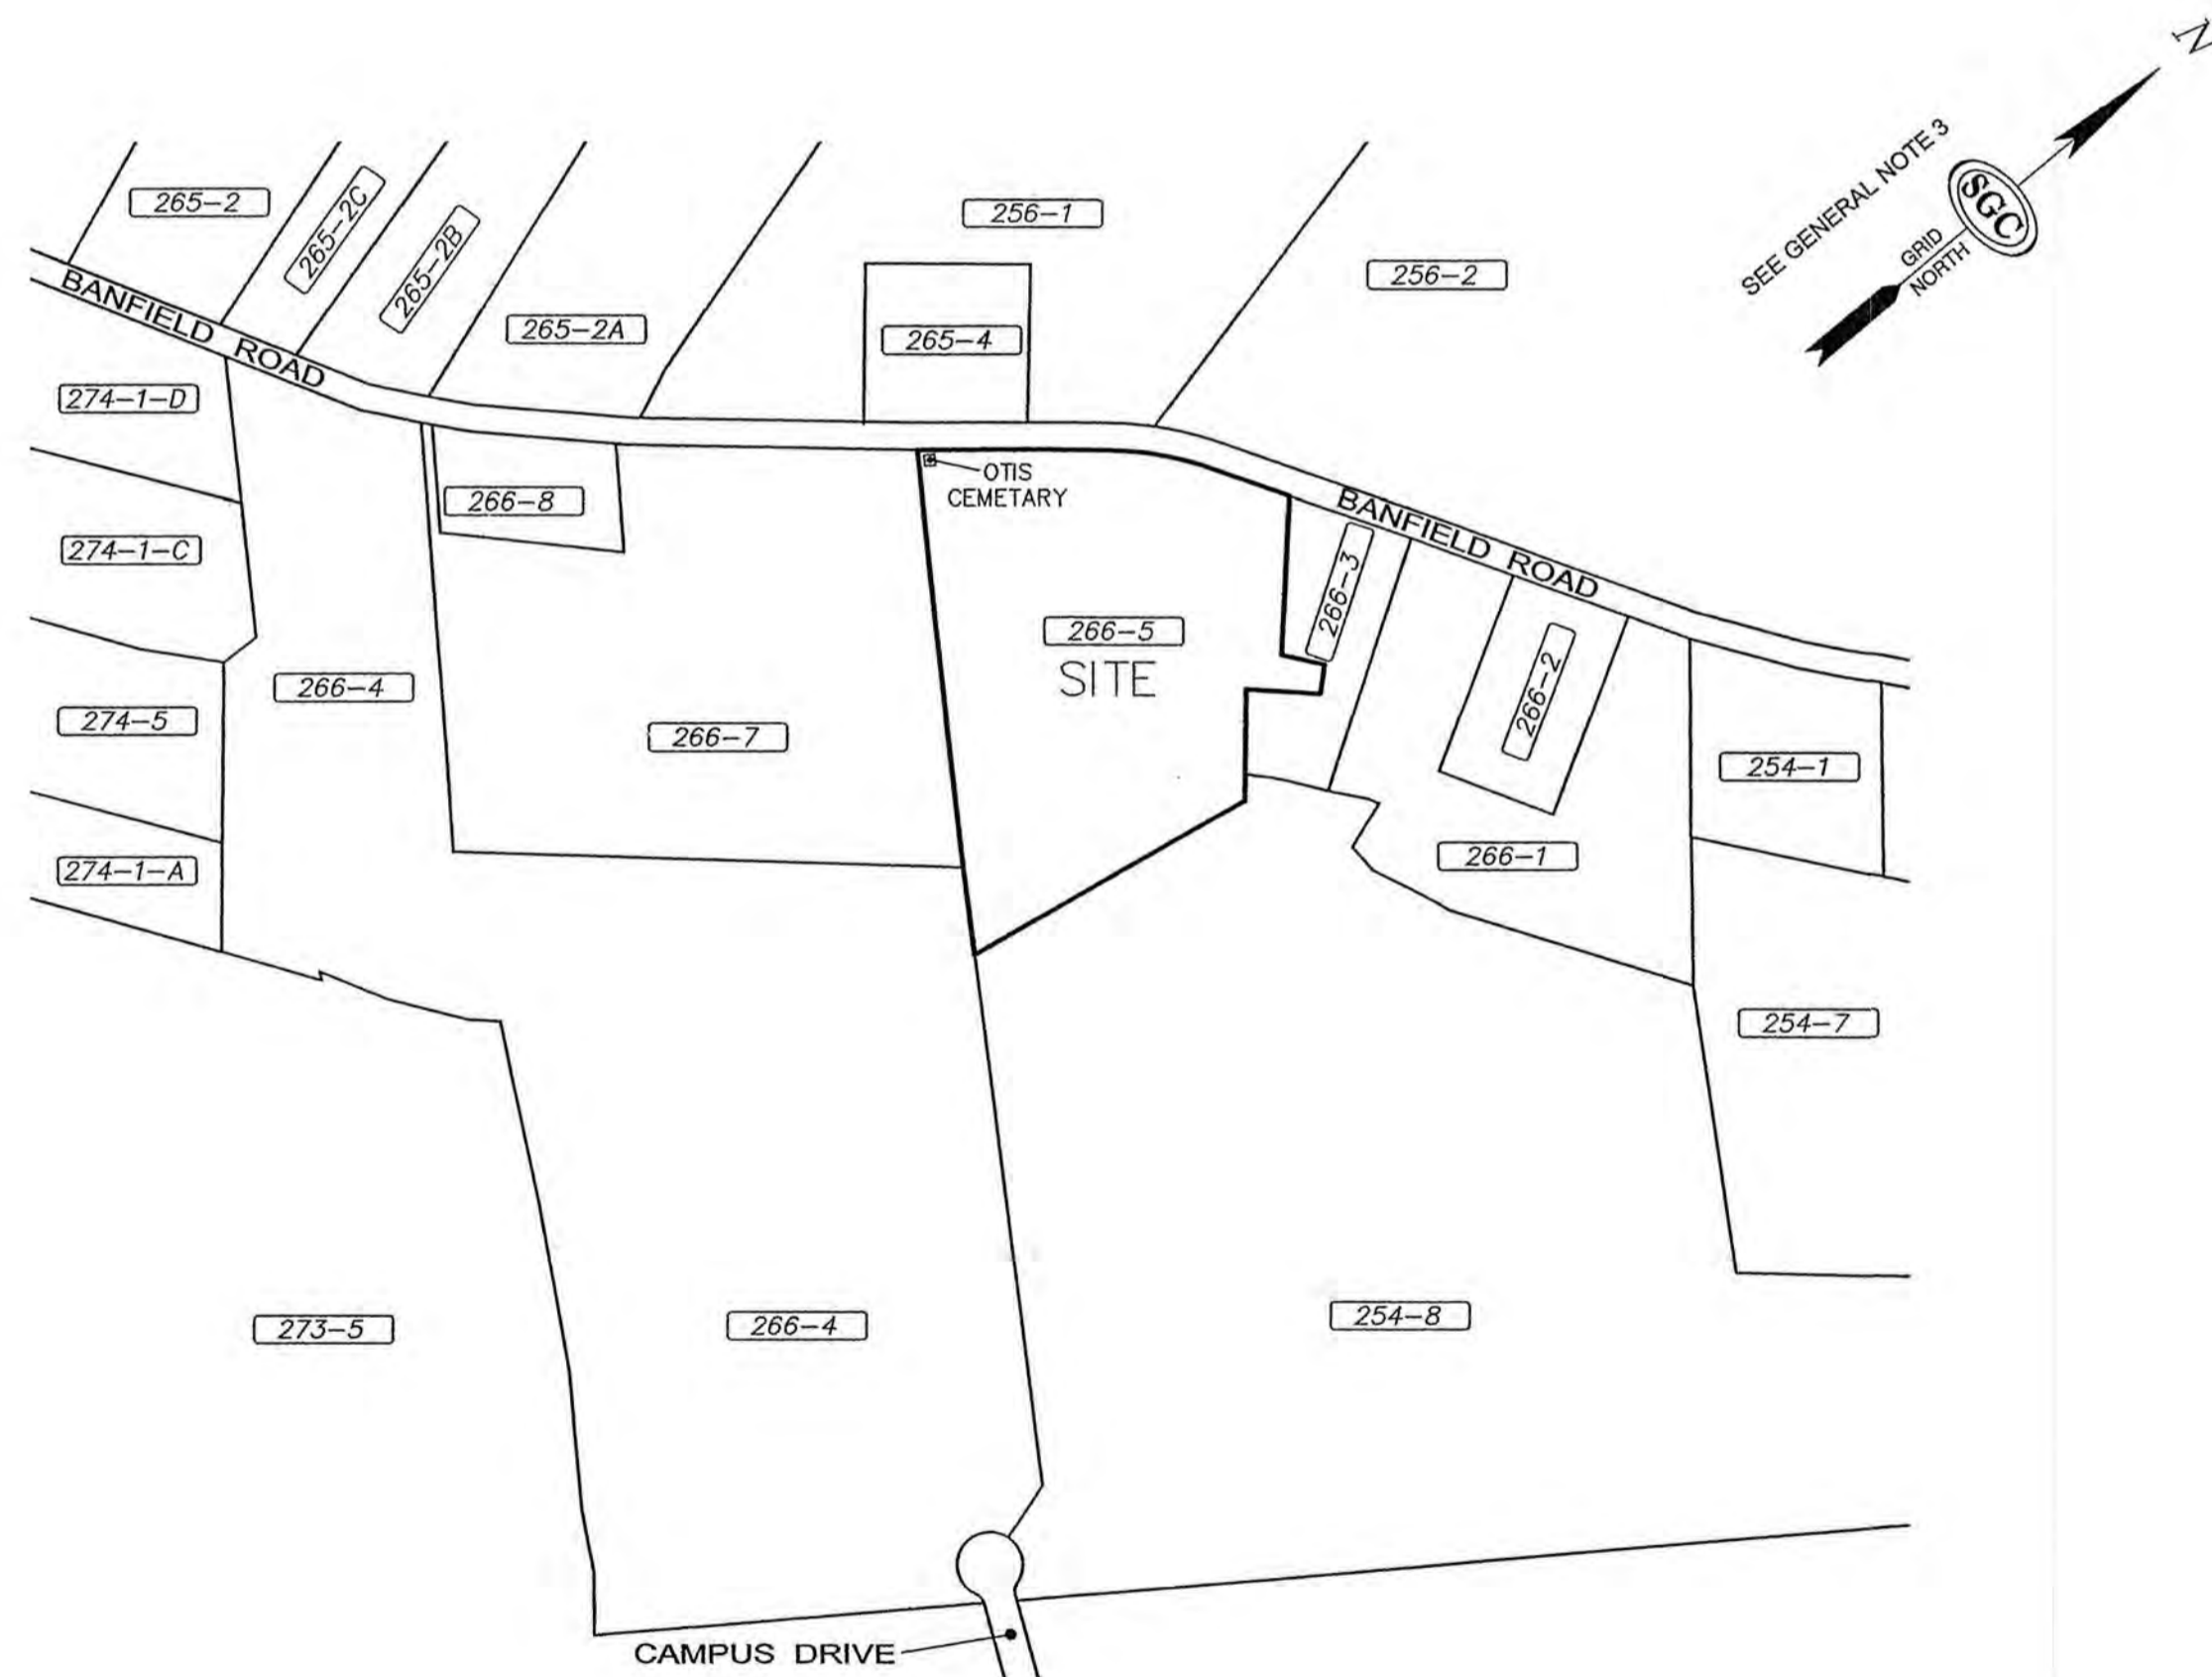 N
SEE GENERAL NOTE 3
SGC
GRID
NORTH
265-2
265-2C
265-2B
265-2A
256-1
265-4
256-2
BANFIELD ROAD
274-1-D
266-8
OTIS
CEMETARY
BANFIELD ROAD
274-1-C
266-3
266-5
SITE
266-4
266-2
274-5
266-7
254-1
274-1-A
266-1
254-7
273-5
266-4
254-8
CAMPUS DRIVE